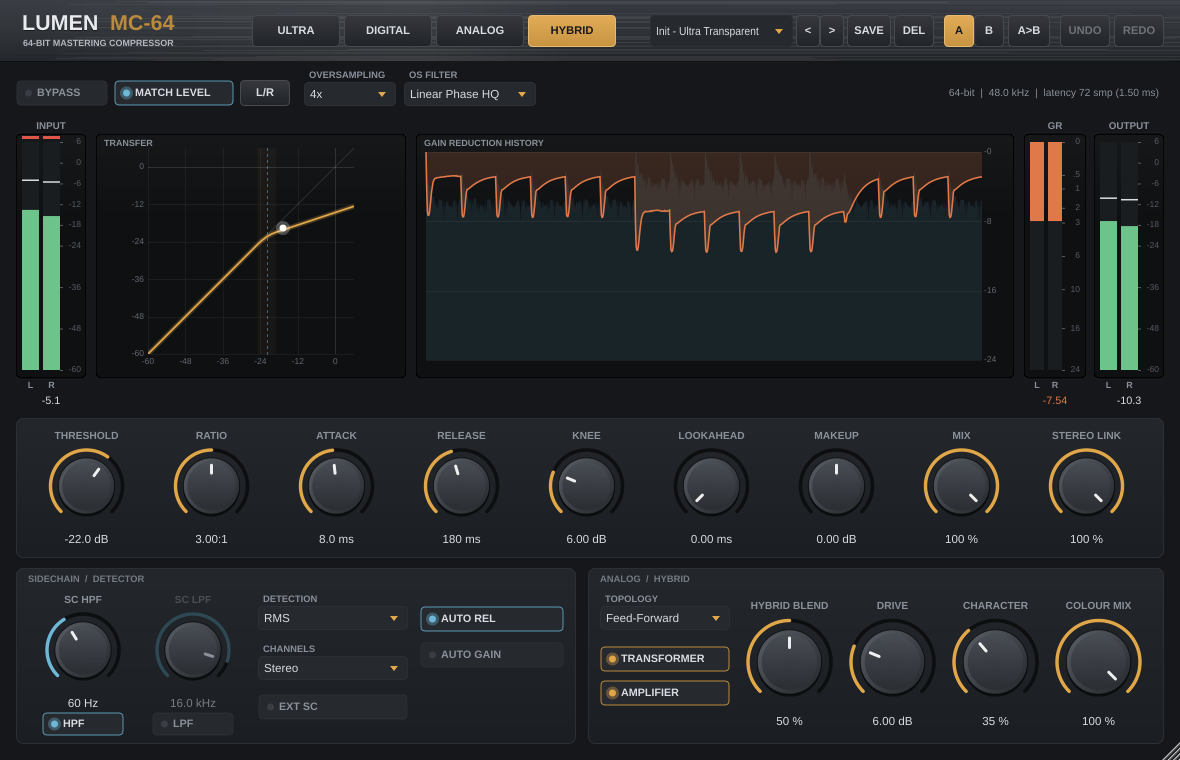 LUMEN MC-64
64-BIT MASTERING COMPRESSOR
ULTRA DIGITAL ANALOG HYBRID
Init - Ultra Transparent
< > SAVE DEL A B A>B UNDO REDO
BYPASS MATCH LEVEL L/R
OVERSAMPLING
4x
OS FILTER
Linear Phase HQ
64-bit | 48.0 kHz | latency 72 smp (1.50 ms)
INPUT
6
0
-6
-12
-18
-24
-36
-48
-60
L R
-5.1
TRANSFER
0
-12
-24
-36
-48
-60
-60 -48 -36 -24 -12 0
GAIN REDUCTION HISTORY
-0
-8
-16
-24
GR
0
.5
1
2
3
6
10
16
24
L R
-7.54
OUTPUT
6
0
-6
-12
-18
-24
-36
-48
-60
L R
-10.3
THRESHOLD RATIO ATTACK RELEASE KNEE LOOKAHEAD MAKEUP MIX STEREO LINK
-22.0 dB 3.00:1 8.0 ms 180 ms 6.00 dB 0.00 ms 0.00 dB 100 % 100 %
SIDECHAIN / DETECTOR
SC HPF SC LPF
60 Hz 16.0 kHz
HPF LPF
DETECTION
RMS
CHANNELS
Stereo
EXT SC
AUTO REL
AUTO GAIN
ANALOG / HYBRID
TOPOLOGY
Feed-Forward
TRANSFORMER
AMPLIFIER
HYBRID BLEND DRIVE CHARACTER COLOUR MIX
50 % 6.00 dB 35 % 100 %